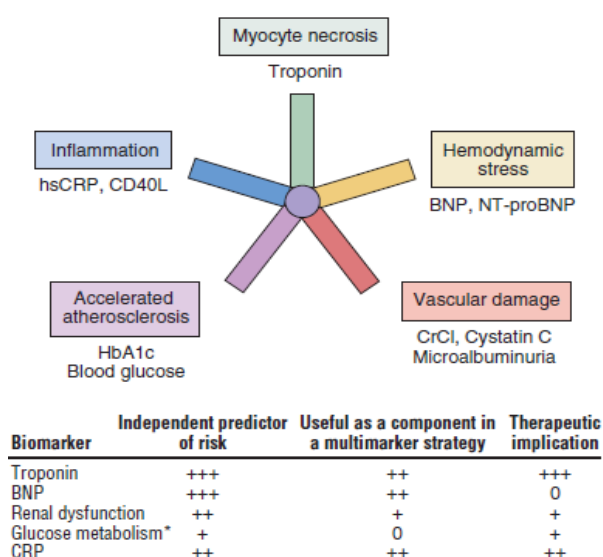 Myocyte necrosis
Troponin
Inflammation
hsCRP, CD40L
Hemodynamic
stress
BNP, NT-proBNP
Accelerated
atherosclerosis
HbA1c
Blood glucose
Vascular damage
CrCl, Cystatin C
Microalbuminuria
Independent predictor Useful as a component in Therapeutic
Biomarker of risk a multimarker strategy implication
Troponin +++ ++ +++
BNP +++ ++ 0
Renal dysfunction ++ + +
Glucose metabolism* + 0 +
CRP ++ ++ ++